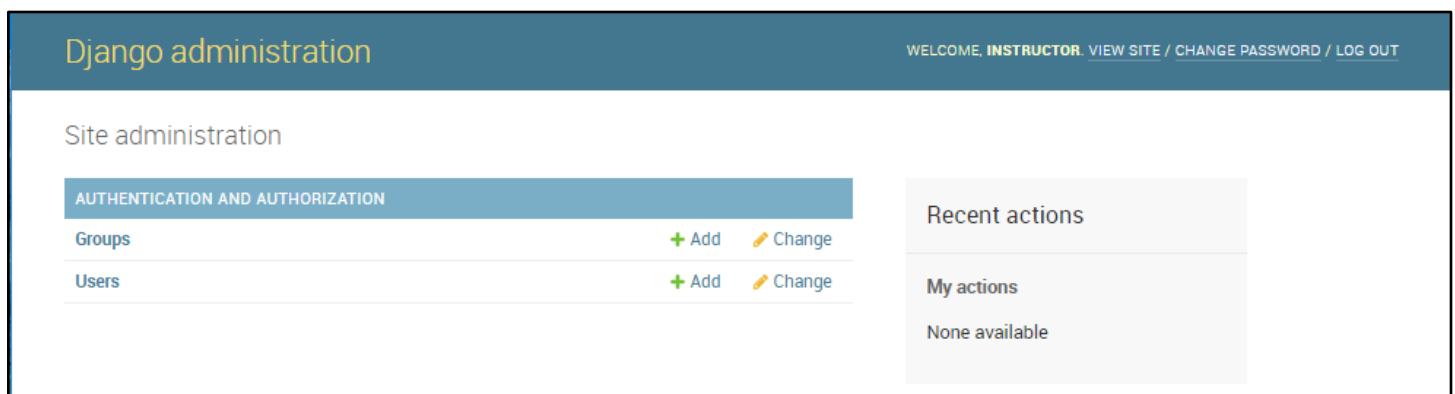 Django administration
WELCOME, INSTRUCTOR. VIEW SITE / CHANGE PASSWORD / LOG OUT
Site administration
AUTHENTICATION AND AUTHORIZATION
Groups Add Change
Users Add Change
Recent actions
My actions
None available